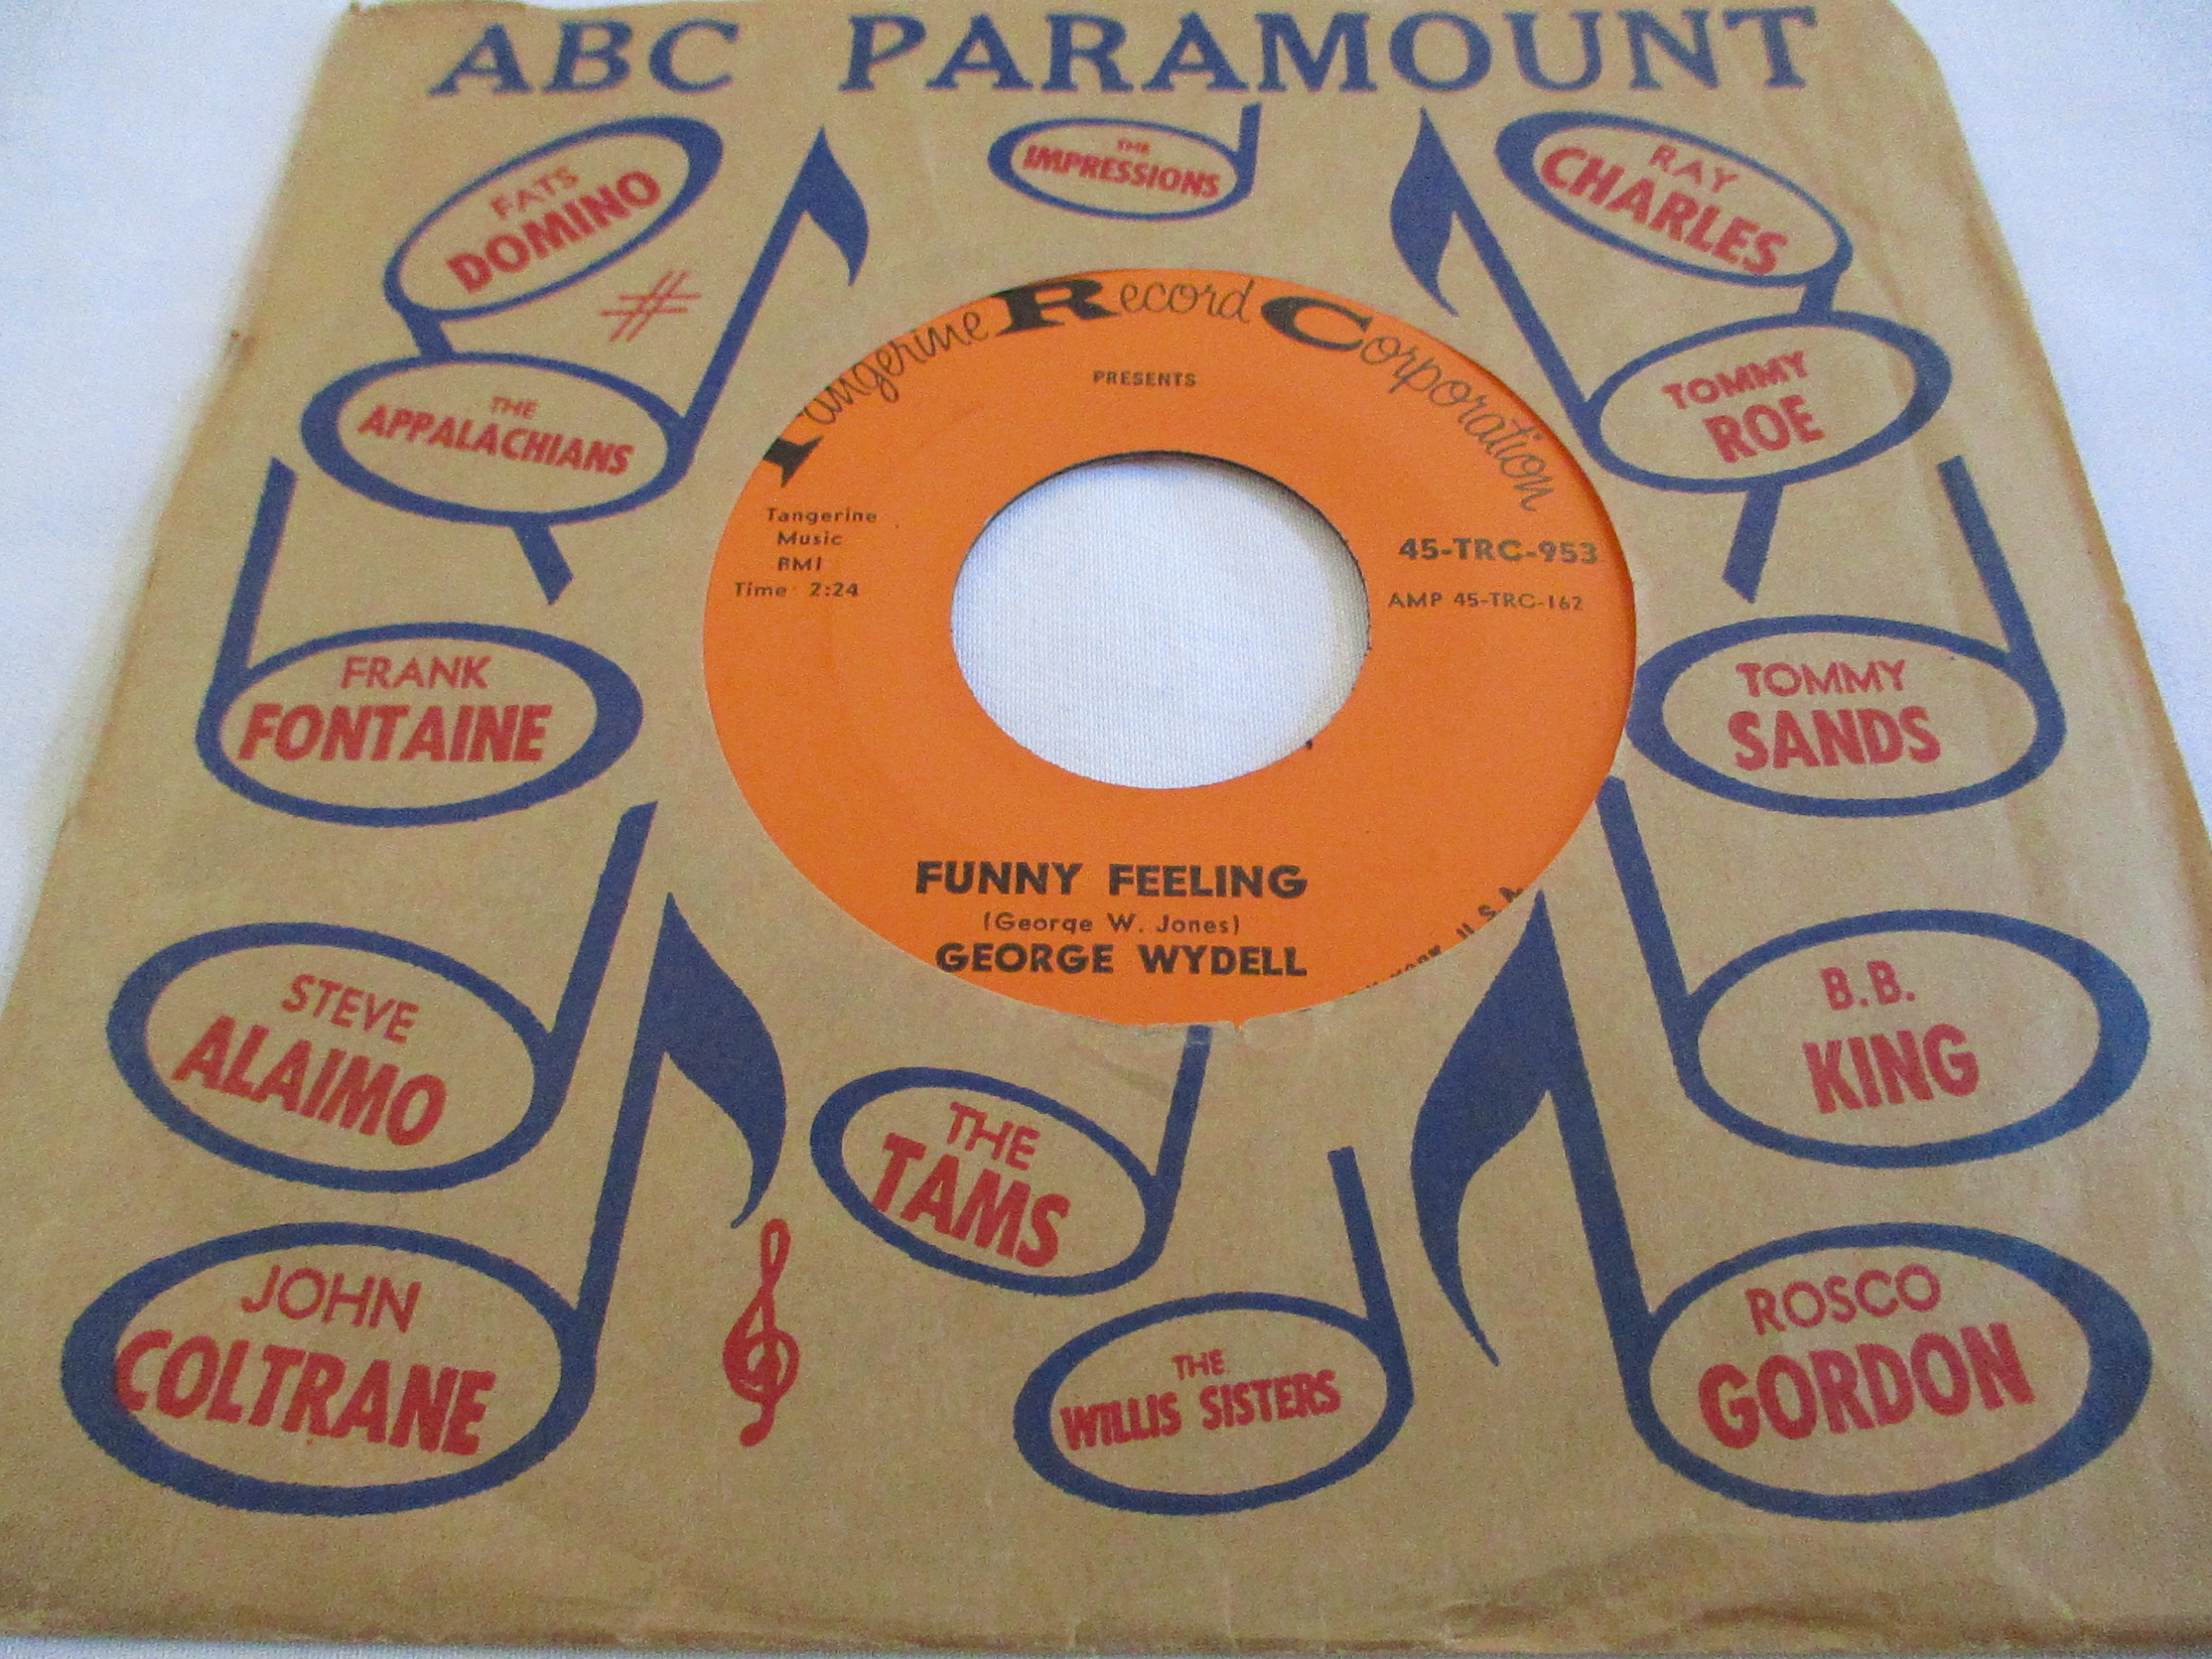 ABC PARAMOUNT
FATS
DOMINO
THE
IMPRESSIONS
RAY
CHARLES
THE
APPALACHIANS
TOMMY
ROE
Tangerine Record Corporation
PRESENTS
Tangerine
Music
BMI
Time 2:24
45-TRC-953
AMP 45-TRC-162
FRANK
FONTAINE
TOMMY
SANDS
FUNNY FEELING
(George W. Jones)
GEORGE WYDELL
U.S.A.
STEVE
ALAIMO
B.B.
KING
THE
TAMS
JOHN
COLTRANE
THE
WILLIS SISTERS
ROSCO
GORDON